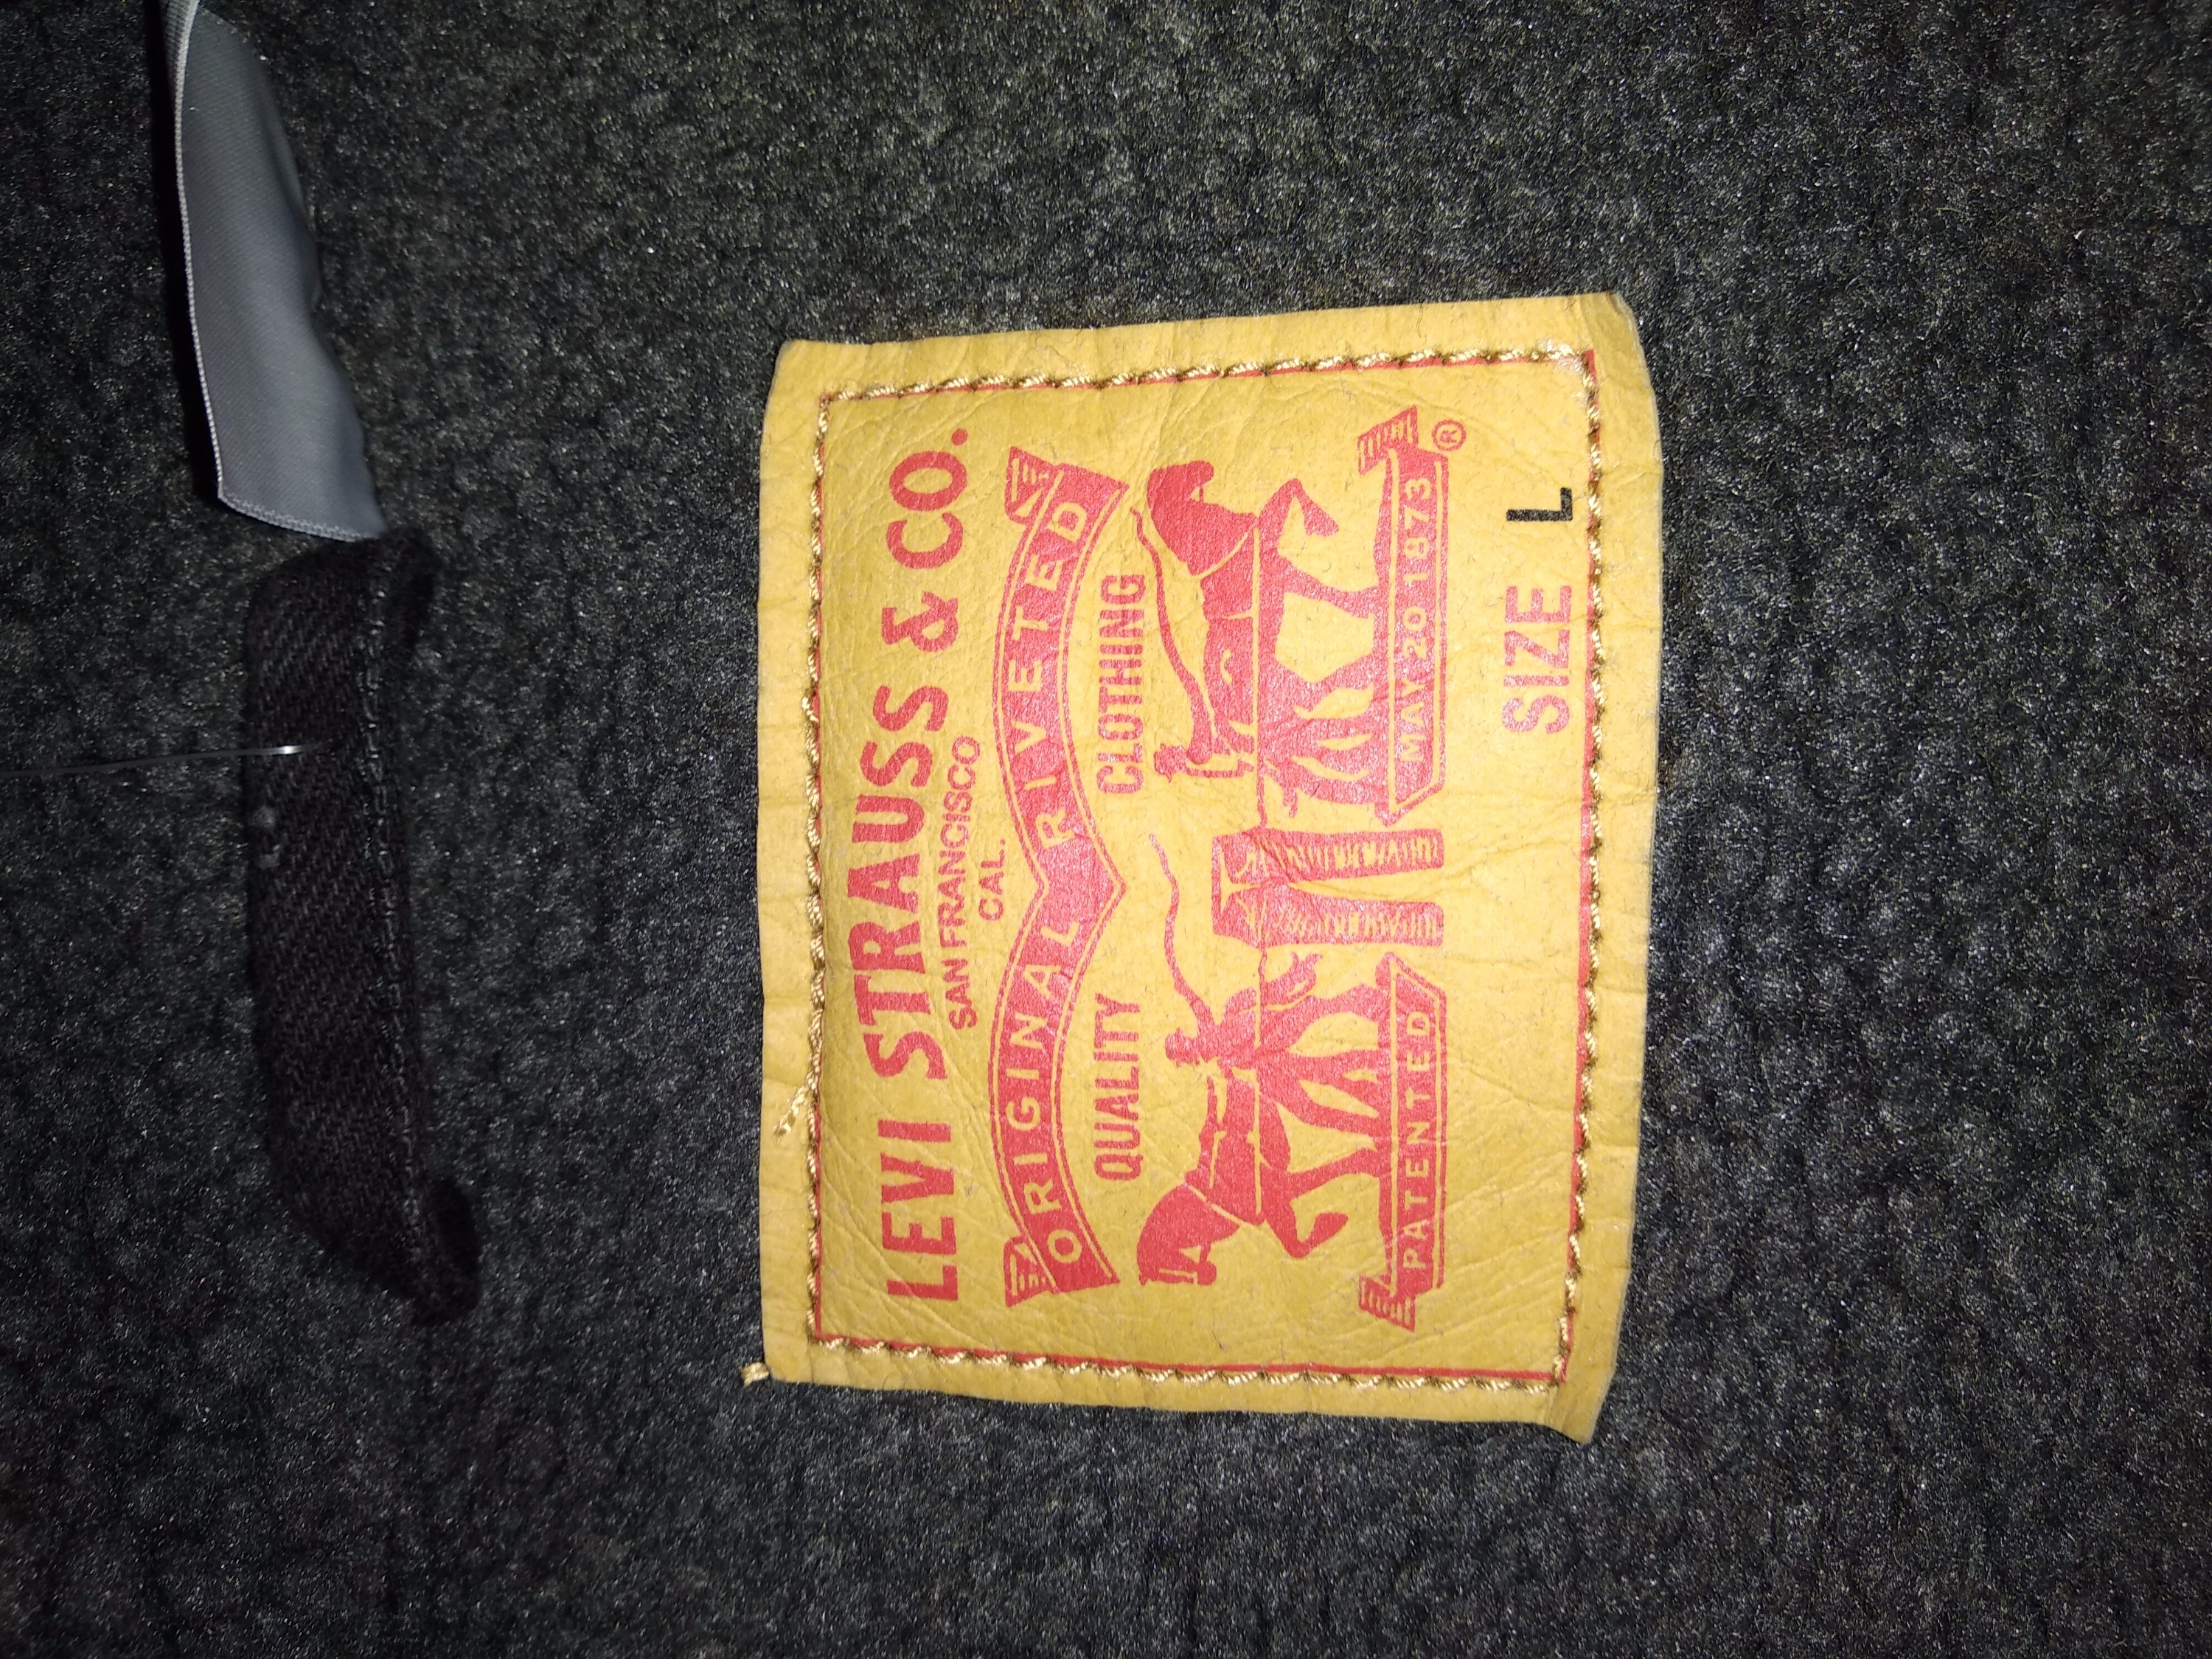 LEVI STRAUSS & CO.
SAN FRANCISCO
CAL.
ORIGINAL RIVETED
QUALITY CLOTHING
PATENTED MAY 20 1873 ®
SIZE L